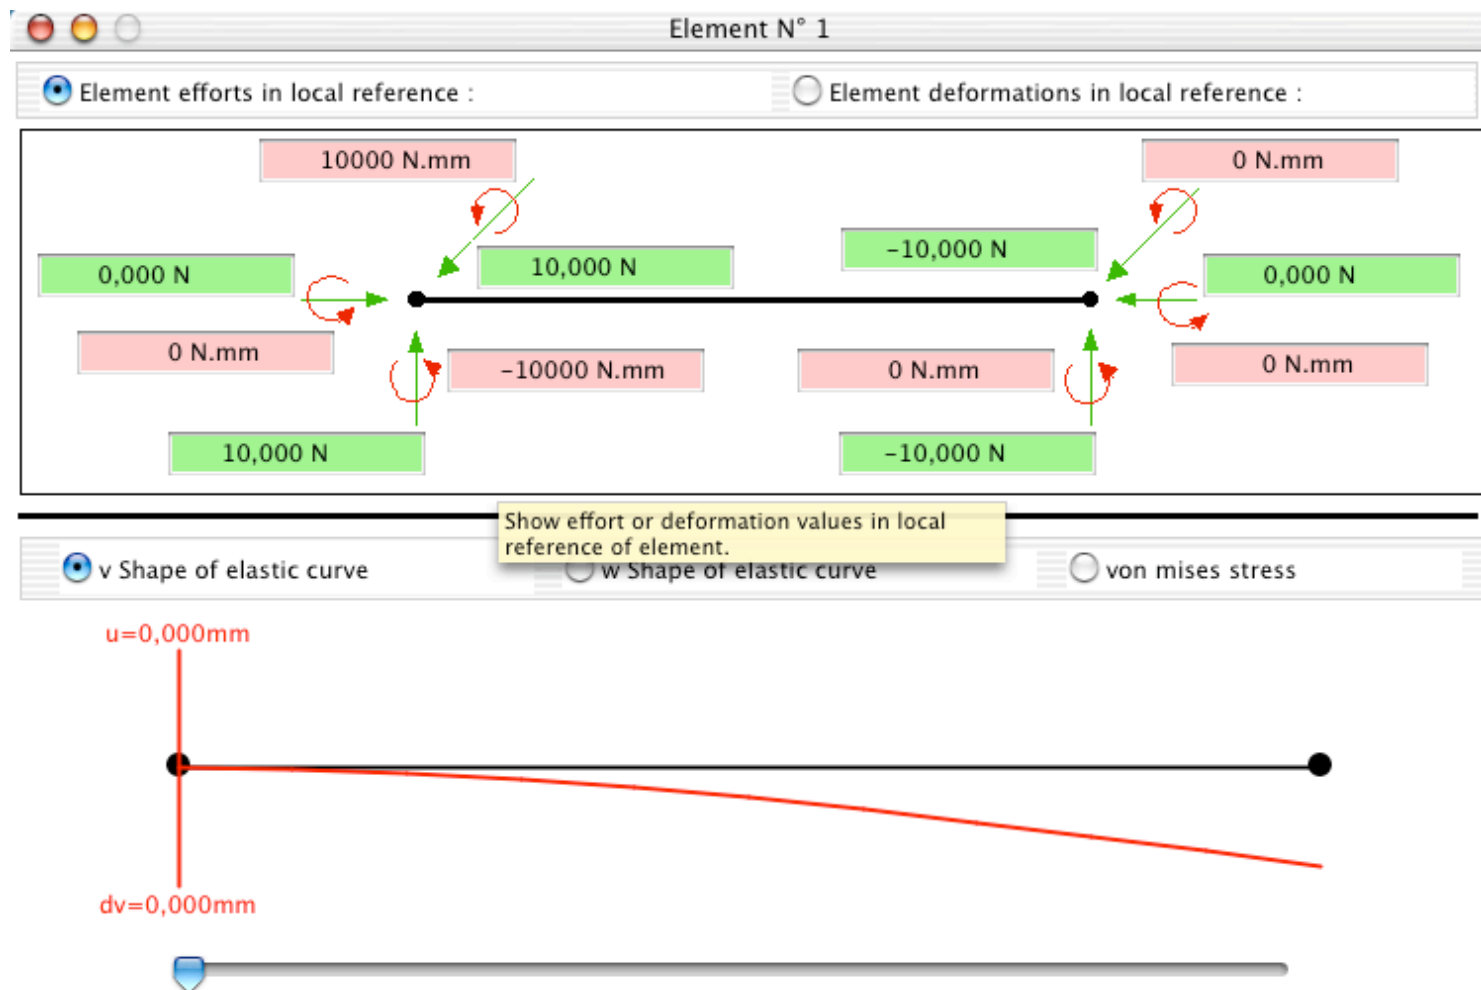 Element N° 1
Element efforts in local reference :
Element deformations in local reference :
10000 N.mm
0 N.mm
-10,000 N
10,000 N
0,000 N
0,000 N
0 N.mm
-10000 N.mm
0 N.mm
0 N.mm
10,000 N
-10,000 N
Show effort or deformation values in local
reference of element.
v Shape of elastic curve
w Shape of elastic curve
von mises stress
u=0,000mm
dv=0,000mm